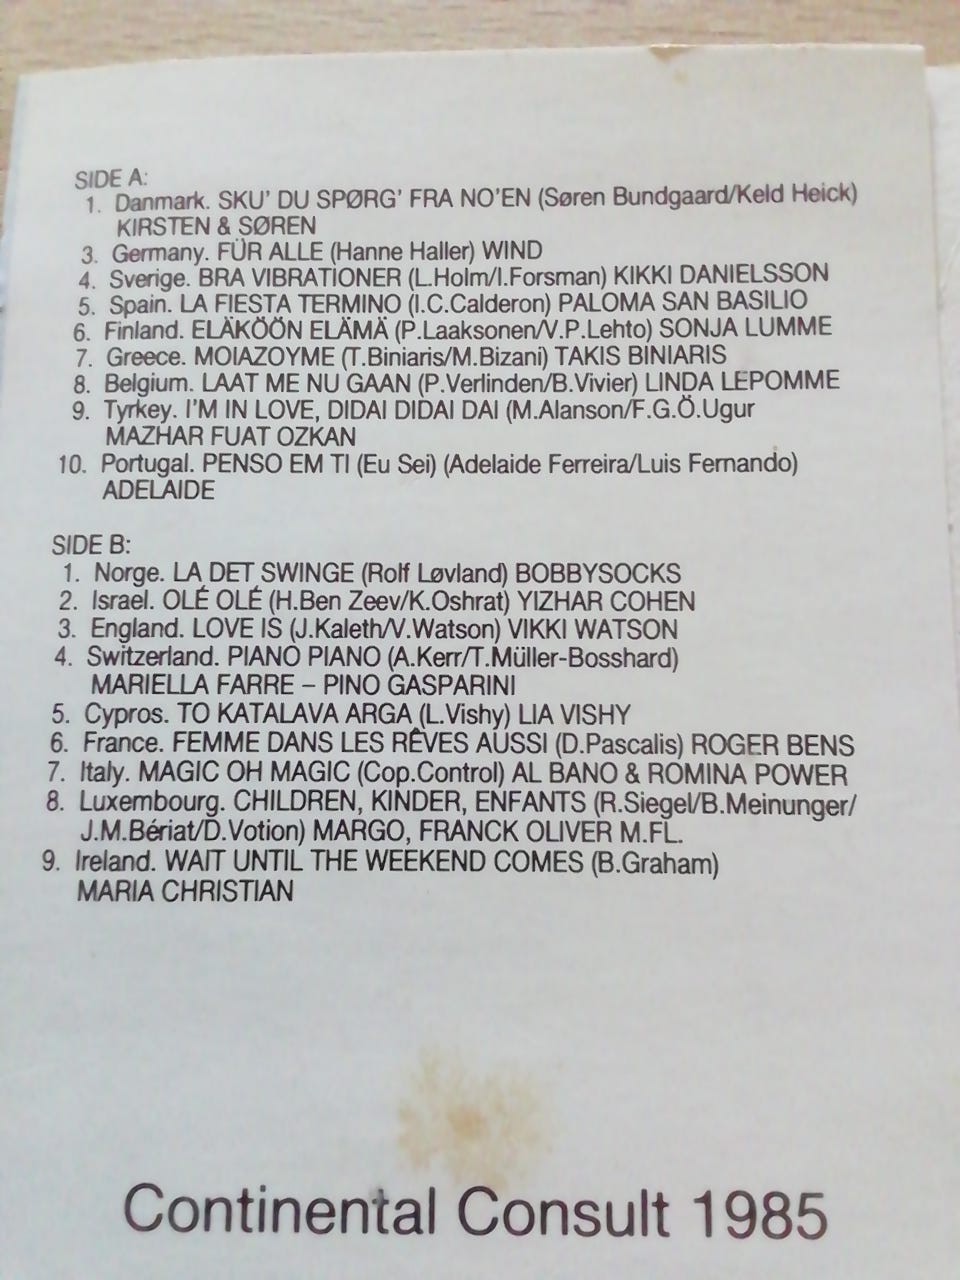 SIDE A:
1. Danmark. SKU' DU SPØRG' FRA NO'EN (Søren Bundgaard/Keld Heick)
KIRSTEN & SØREN
3. Germany. FÜR ALLE (Hanne Haller) WIND
4. Sverige. BRA VIBRATIONER (L.Holm/I.Forsman) KIKKI DANIELSSON
5. Spain. LA FIESTA TERMINO (I.C.Calderon) PALOMA SAN BASILIO
6. Finland. ELÄKÖÖN ELÄMÄ (P.Laaksonen/V.P.Lehto) SONJA LUMME
7. Greece. MOIAZOYME (T.Biniaris/M.Bizani) TAKIS BINIARIS
8. Belgium. LAAT ME NU GAAN (P.Verlinden/B.Vivier) LINDA LEPOMME
9. Tyrkey. I'M IN LOVE, DIDAI DIDAI DAI (M.Alanson/F.G.Ö.Ugur
MAZHAR FUAT OZKAN
10. Portugal. PENSO EM TI (Eu Sei) (Adelaide Ferreira/Luis Fernando)
ADELAIDE
SIDE B:
1. Norge. LA DET SWINGE (Rolf Løvland) BOBBYSOCKS
2. Israel. OLÉ OLÉ (H.Ben Zeev/K.Oshrat) YIZHAR COHEN
3. England. LOVE IS (J.Kaleth/V.Watson) VIKKI WATSON
4. Switzerland. PIANO PIANO (A.Kerr/T.Müller-Bosshard)
MARIELLA FARRE – PINO GASPARINI
5. Cypros. TO KATALAVA ARGA (L.Vishy) LIA VISHY
6. France. FEMME DANS LES RÊVES AUSSI (D.Pascalis) ROGER BENS
7. Italy. MAGIC OH MAGIC (Cop.Control) AL BANO & ROMINA POWER
8. Luxembourg. CHILDREN, KINDER, ENFANTS (R.Siegel/B.Meinunger/
J.M.Bériat/D.Votion) MARGO, FRANCK OLIVER M.FL.
9. Ireland. WAIT UNTIL THE WEEKEND COMES (B.Graham)
MARIA CHRISTIAN
Continental Consult 1985